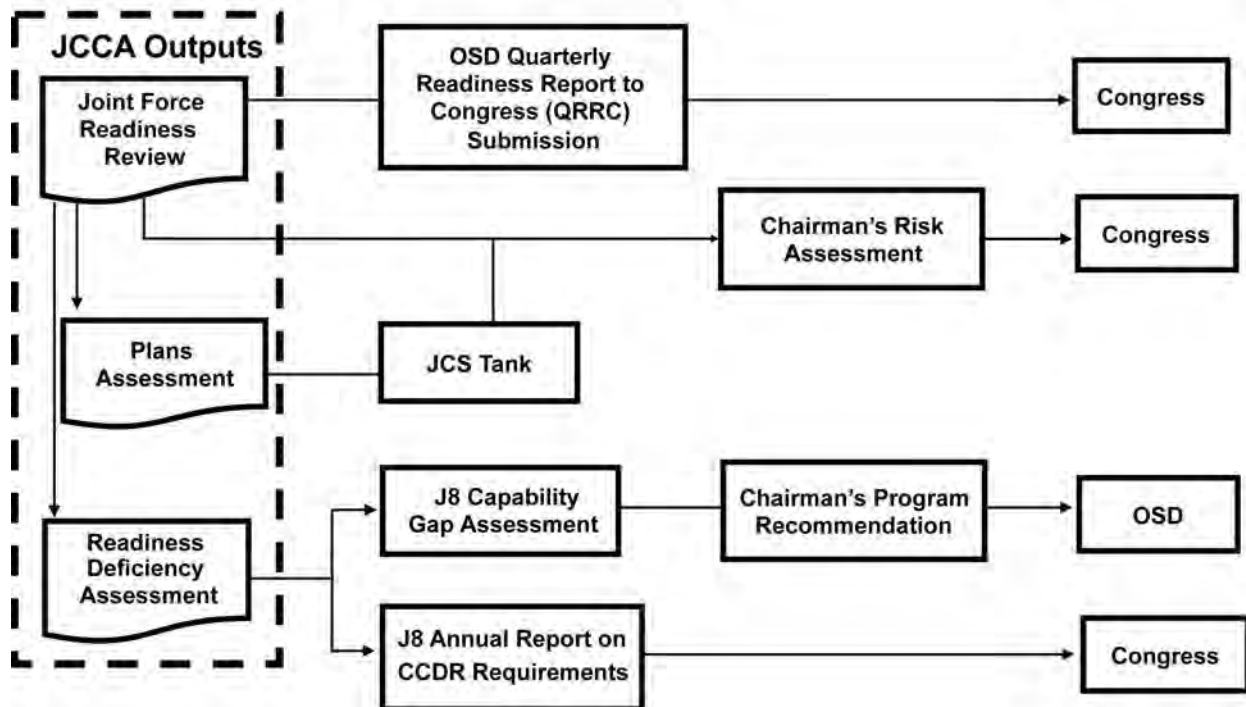 JCCA Outputs
Joint Force
Readiness
Review
OSD Quarterly
Readiness Report to
Congress (QRRC)
Submission
Congress
Chairman's Risk
Assessment
Congress
Plans
Assessment
JCS Tank
J8 Capability
Gap Assessment
Chairman's Program
Recommendation
OSD
Readiness
Deficiency
Assessment
J8 Annual Report on
CCDR Requirements
Congress